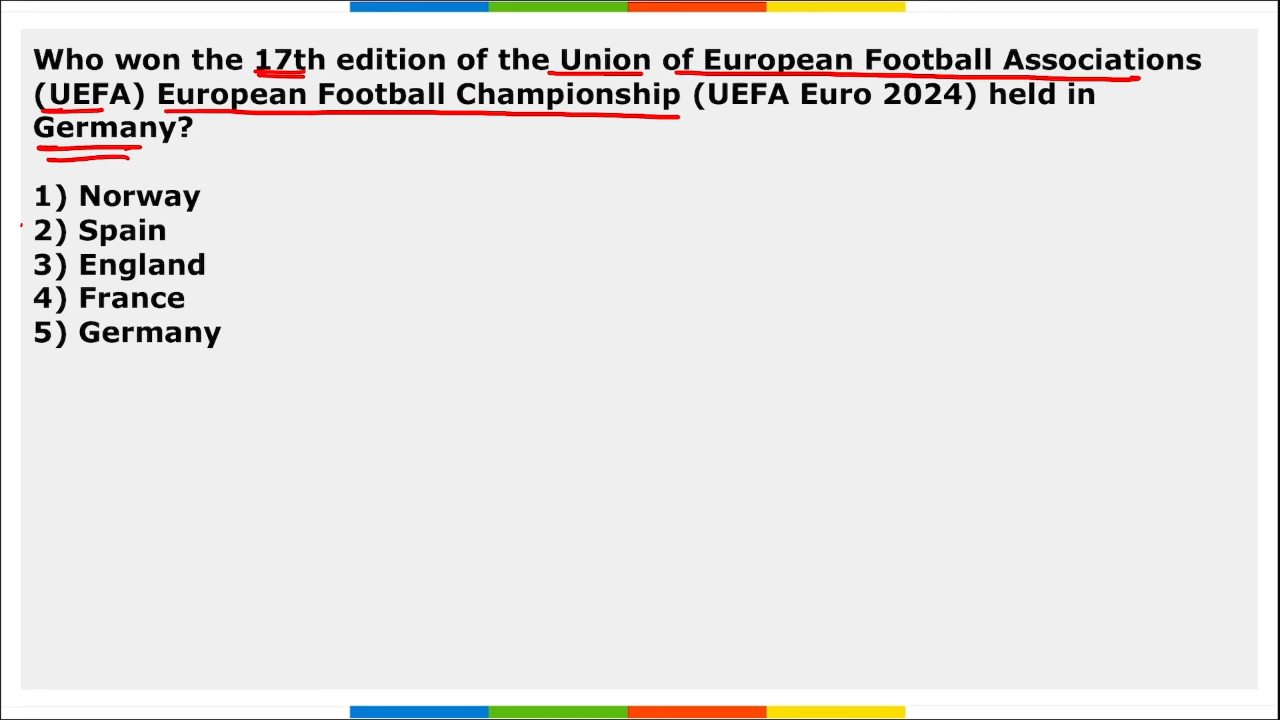 Who won the 17th edition of the Union of European Football Associations
(UEFA) European Football Championship (UEFA Euro 2024) held in
Germany?
1) Norway
2) Spain
3) England
4) France
5) Germany